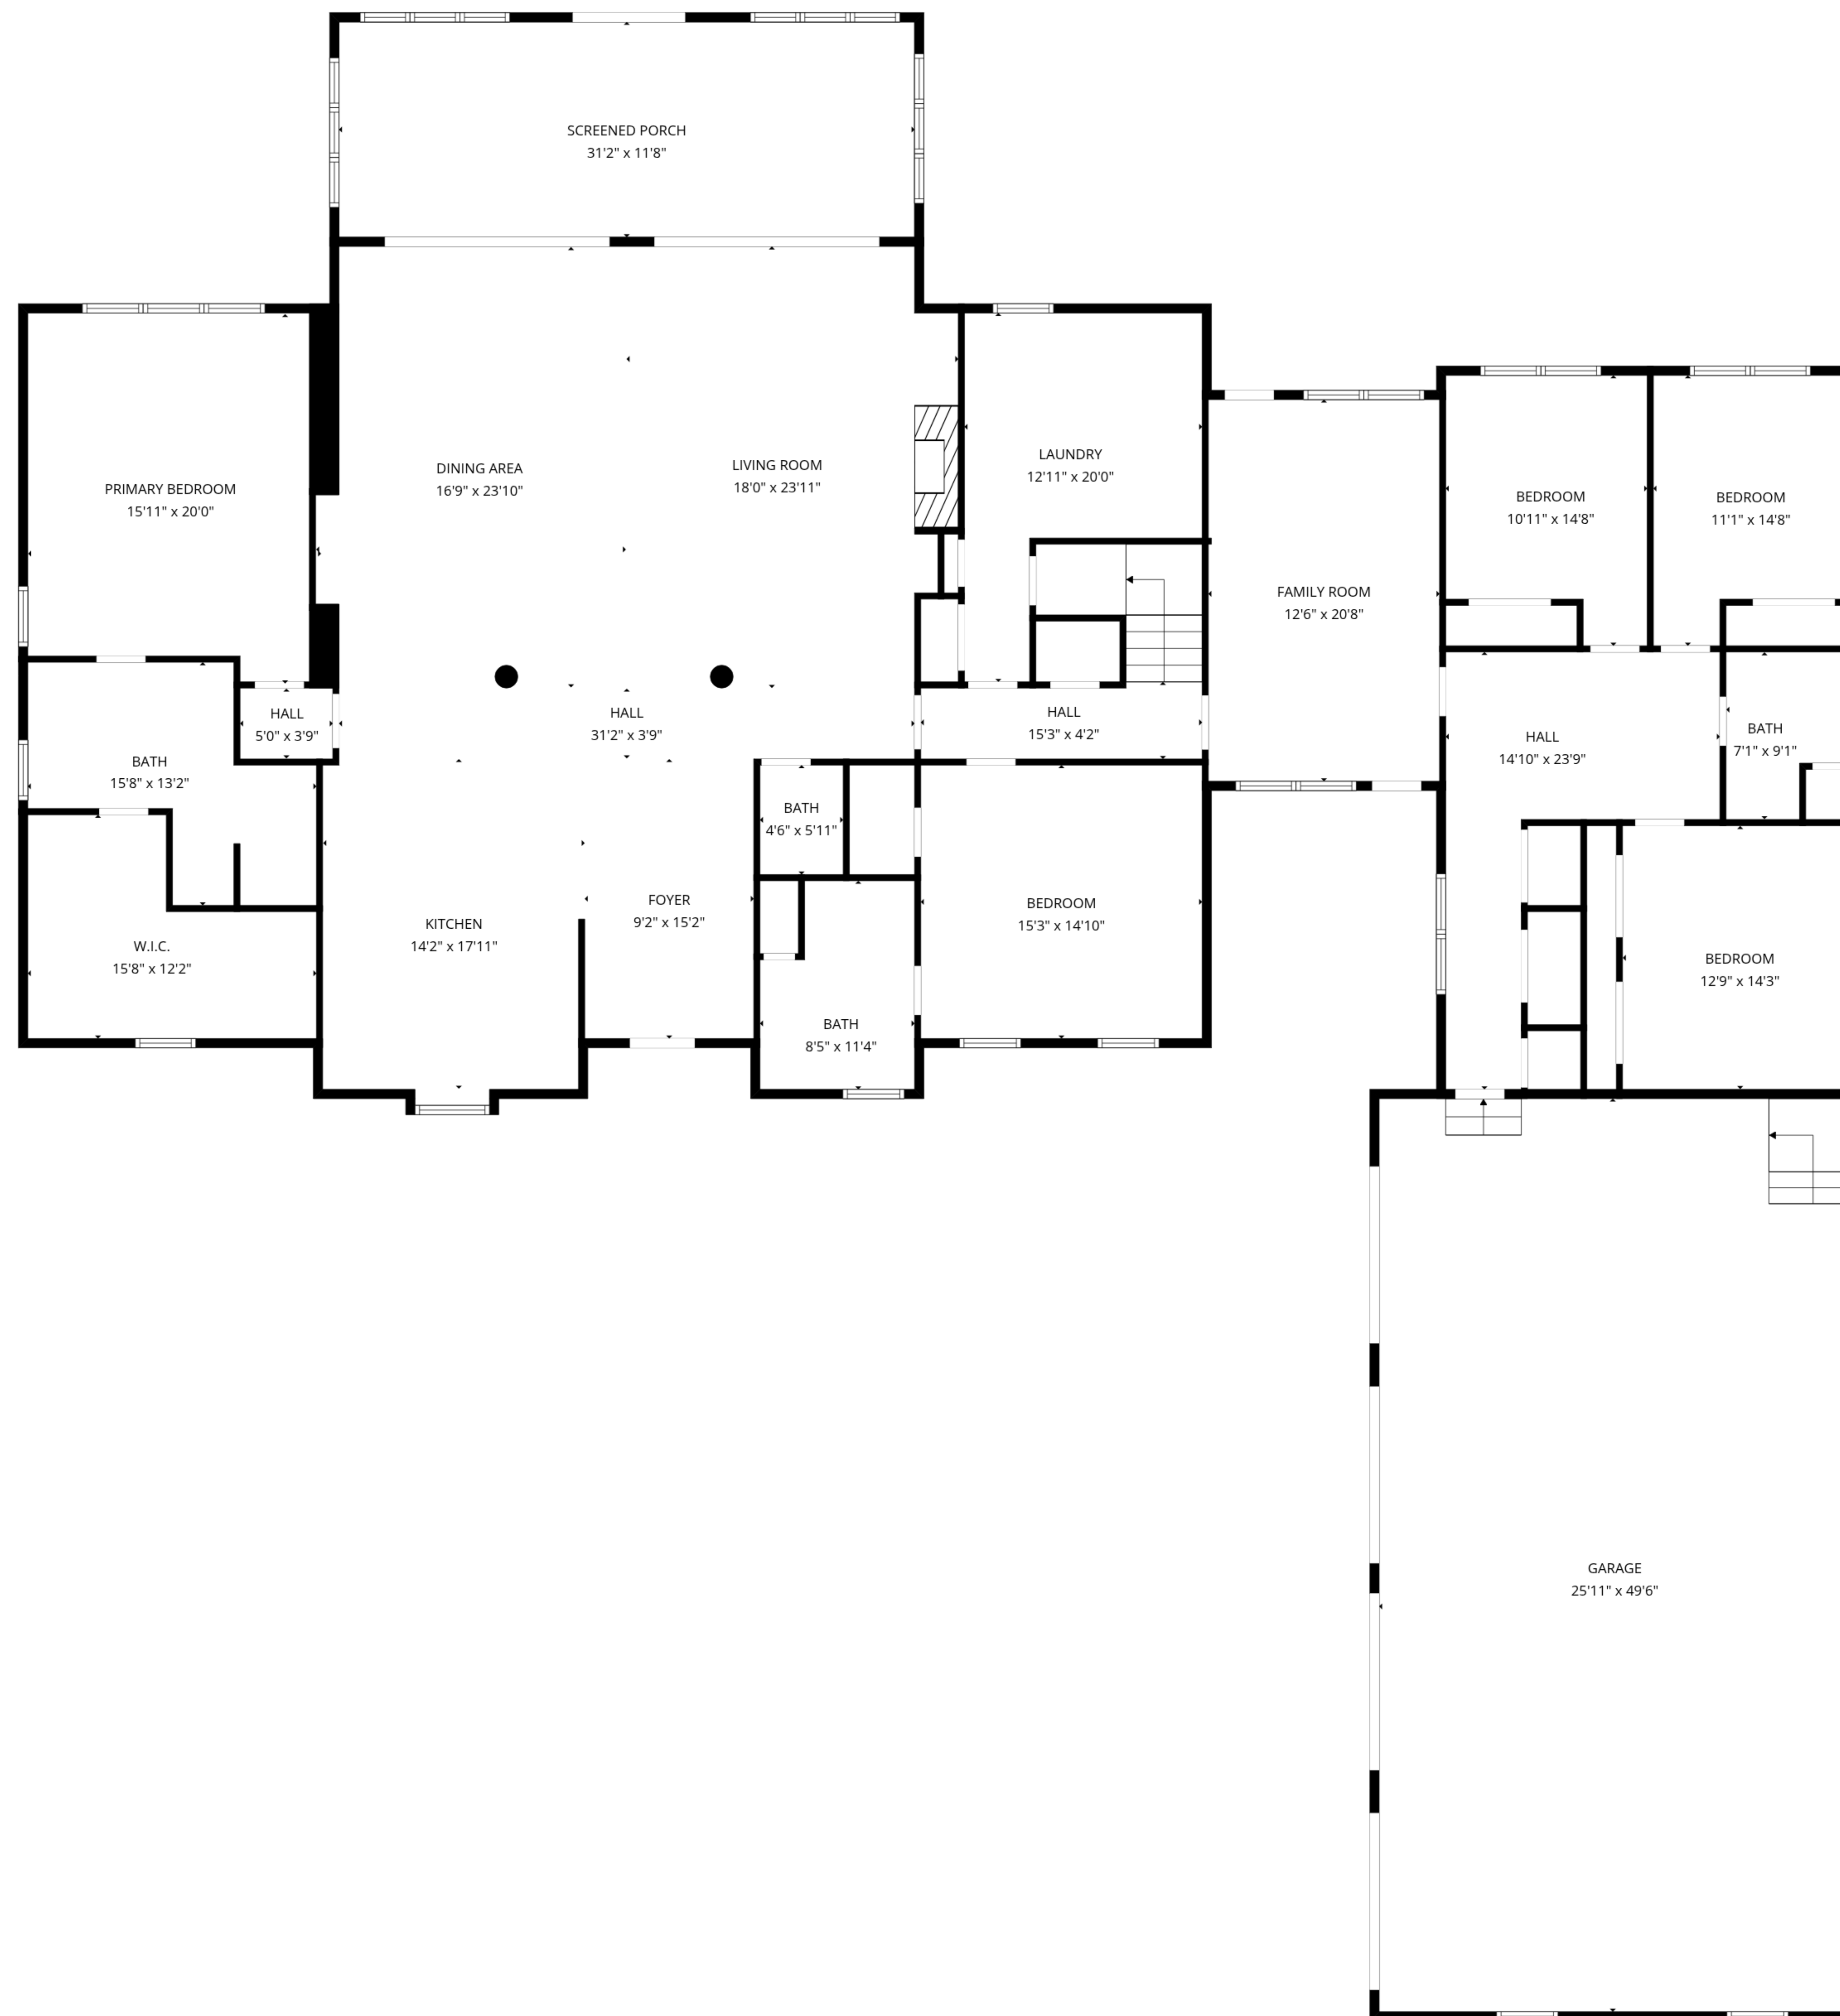 SCREENED PORCH
31'2" x 11'8"
PRIMARY BEDROOM
15'11" x 20'0"
DINING AREA
16'9" x 23'10"
LIVING ROOM
18'0" x 23'11"
LAUNDRY
12'11" x 20'0"
FAMILY ROOM
12'6" x 20'8"
BEDROOM
10'11" x 14'8"
BEDROOM
11'1" x 14'8"
HALL
5'0" x 3'9"
HALL
31'2" x 3'9"
HALL
15'3" x 4'2"
HALL
14'10" x 23'9"
BATH
7'1" x 9'1"
BATH
15'8" x 13'2"
BATH
4'6" x 5'11"
W.I.C.
15'8" x 12'2"
KITCHEN
14'2" x 17'11"
FOYER
9'2" x 15'2"
BATH
8'5" x 11'4"
BEDROOM
15'3" x 14'10"
BEDROOM
12'9" x 14'3"
GARAGE
25'11" x 49'6"